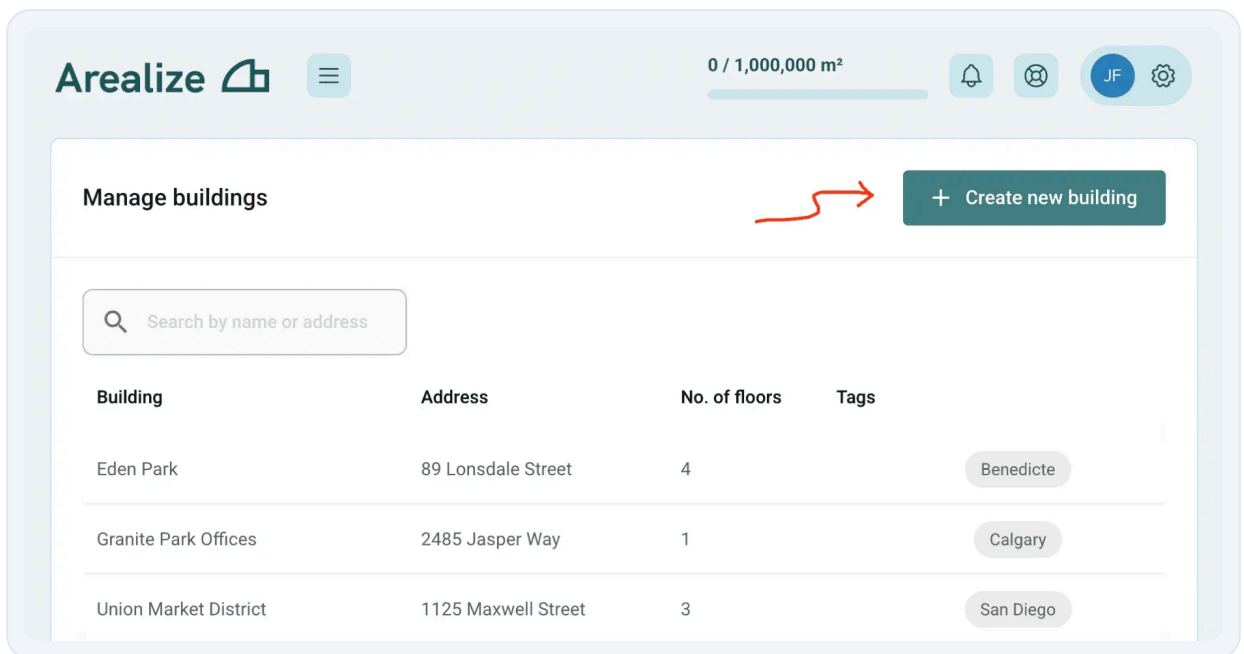 Arealize
0 / 1,000,000 m²
JF
Manage buildings
+ Create new building
Search by name or address
Building Address No. of floors Tags
Eden Park 89 Lonsdale Street 4 Benedicte
Granite Park Offices 2485 Jasper Way 1 Calgary
Union Market District 1125 Maxwell Street 3 San Diego